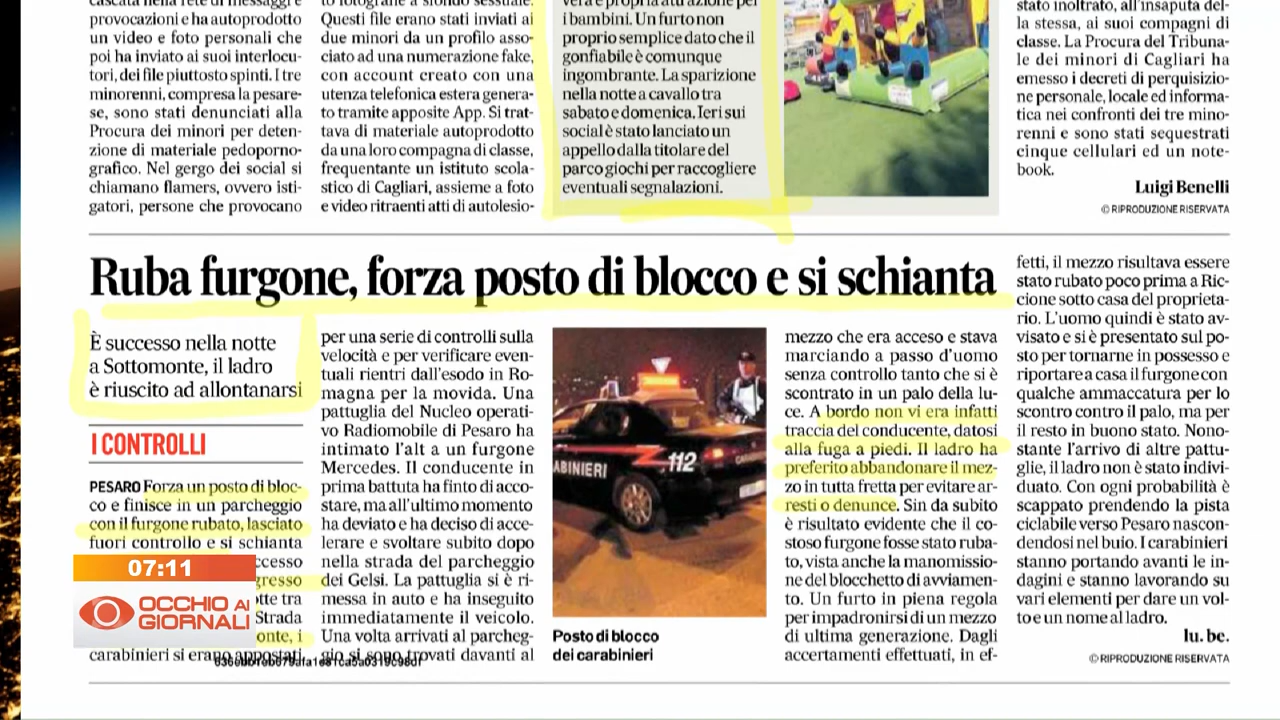 provocazioni e ha autoprodotto
un video e foto personali che
poi ha inviato ai suoi interlocu-
tori, dei file piuttosto spinti. I tre
minorenni, compresa la pesare-
se, sono stati denunciati alla
Procura dei minori per deten-
zione di materiale pedoporno-
grafico. Nel gergo dei social si
chiamano flamers, ovvero isti-
gatori, persone che provocano
Questi file erano stati inviati ai
due minori da un profilo asso-
ciato ad una numerazione fake,
con account creato con una
utenza telefonica estera genera-
to tramite apposite App. Si trat-
tava di materiale autoprodotto
da una loro compagna di classe,
frequentante un istituto scola-
stico di Cagliari, assieme a foto
e video ritraenti atti di autolesio-
i bambini. Un furto non
proprio semplice dato che il
gonfiabile è comunque
ingombrante. La sparizione
nella notte a cavallo tra
sabato e domenica. Ieri sui
social è stato lanciato un
appello dalla titolare del
parco giochi per raccogliere
eventuali segnalazioni.
stato inoltrato, all'insaputa del-
la stessa, ai suoi compagni di
classe. La Procura del Tribuna-
le dei minori di Cagliari ha
emesso i decreti di perquisizio-
ne personale, locale ed informa-
tica nei confronti dei tre mino-
renni e sono stati sequestrati
cinque cellulari ed un note-
book.
Luigi Benelli
© RIPRODUZIONE RISERVATA
Ruba furgone, forza posto di blocco e si schianta
È successo nella notte
a Sottomonte, il ladro
è riuscito ad allontanarsi
I CONTROLLI
PESARO Forza un posto di bloc-
co e finisce in un parcheggio
con il furgone rubato, lasciato
fuori controllo e si schianta
ccesso
gresso
tte tra
Strada
onte, i
carabinieri si erano appostati
per una serie di controlli sulla
velocità e per verificare even-
tuali rientri dall'esodo in Ro-
magna per la movida. Una
pattuglia del Nucleo operati-
vo Radiomobile di Pesaro ha
intimato l'alt a un furgone
Mercedes. Il conducente in
prima battuta ha finto di acco-
stare, ma all'ultimo momento
ha deviato e ha deciso di acce-
lerare e svoltare subito dopo
nella strada del parcheggio
dei Gelsi. La pattuglia si è ri-
messa in auto e ha inseguito
immediatamente il veicolo.
Una volta arrivati al parcheg-
gio si sono trovati davanti al
ABINIERI
112
Posto di blocco
dei carabinieri
mezzo che era acceso e stava
marciando a passo d'uomo
senza controllo tanto che si è
scontrato in un palo della lu-
ce. A bordo non vi era infatti
traccia del conducente, datosi
alla fuga a piedi. Il ladro ha
preferito abbandonare il mez-
zo in tutta fretta per evitare ar-
resti o denunce. Sin da subito
è risultato evidente che il co-
stoso furgone fosse stato ruba-
to, vista anche la manomissio-
ne del blocchetto di avviamen-
to. Un furto in piena regola
per impadronirsi di un mezzo
di ultima generazione. Dagli
accertamenti effettuati, in ef-
fetti, il mezzo risultava essere
stato rubato poco prima a Ric-
cione sotto casa del proprieta-
rio. L'uomo quindi è stato av-
visato e si è presentato sul po-
sto per tornarne in possesso e
riportare a casa il furgone con
qualche ammaccatura per lo
scontro contro il palo, ma per
il resto in buono stato. Nono-
stante l'arrivo di altre pattu-
glie, il ladro non è stato indivi-
duato. Con ogni probabilità è
scappato prendendo la pista
ciclabile verso Pesaro nascon-
dendosi nel buio. I carabinieri
stanno portando avanti le in-
dagini e stanno lavorando su
vari elementi per dare un vol-
to e un nome al ladro.
lu. be.
© RIPRODUZIONE RISERVATA
07:11
OCCHIO AI
GIORNALI